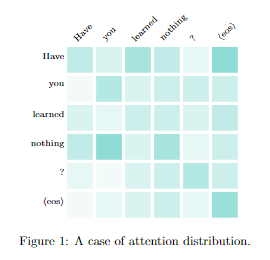 Have you learned nothing ? ⟨eos⟩
Have
you
learned
nothing
?
⟨eos⟩
Figure 1: A case of attention distribution.